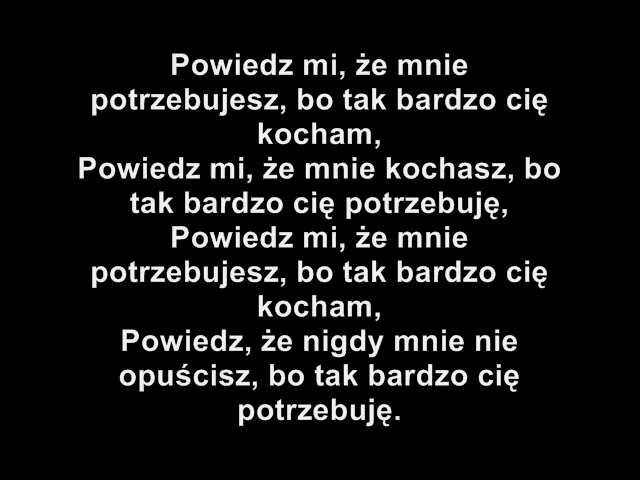 Powiedz mi, że mnie
potrzebujesz, bo tak bardzo cię
kocham,
Powiedz mi, że mnie kochasz, bo
tak bardzo cię potrzebuję,
Powiedz mi, że mnie
potrzebujesz, bo tak bardzo cię
kocham,
Powiedz, że nigdy mnie nie
opuścisz, bo tak bardzo cię
potrzebuję.